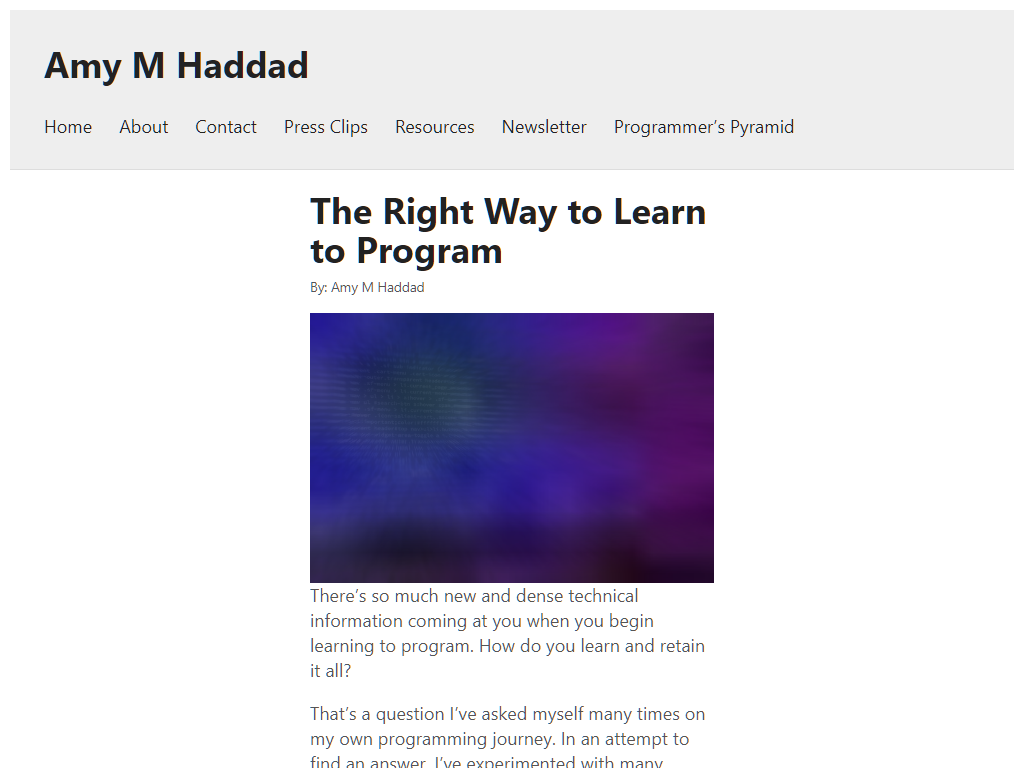 Amy M Haddad
Home About Contact Press Clips Resources Newsletter Programmer's Pyramid
The Right Way to Learn
to Program
By: Amy M Haddad
There's so much new and dense technical
information coming at you when you begin
learning to program. How do you learn and retain
it all?
That's a question I've asked myself many times on
my own programming journey. In an attempt to
find an answer, I've experimented with many